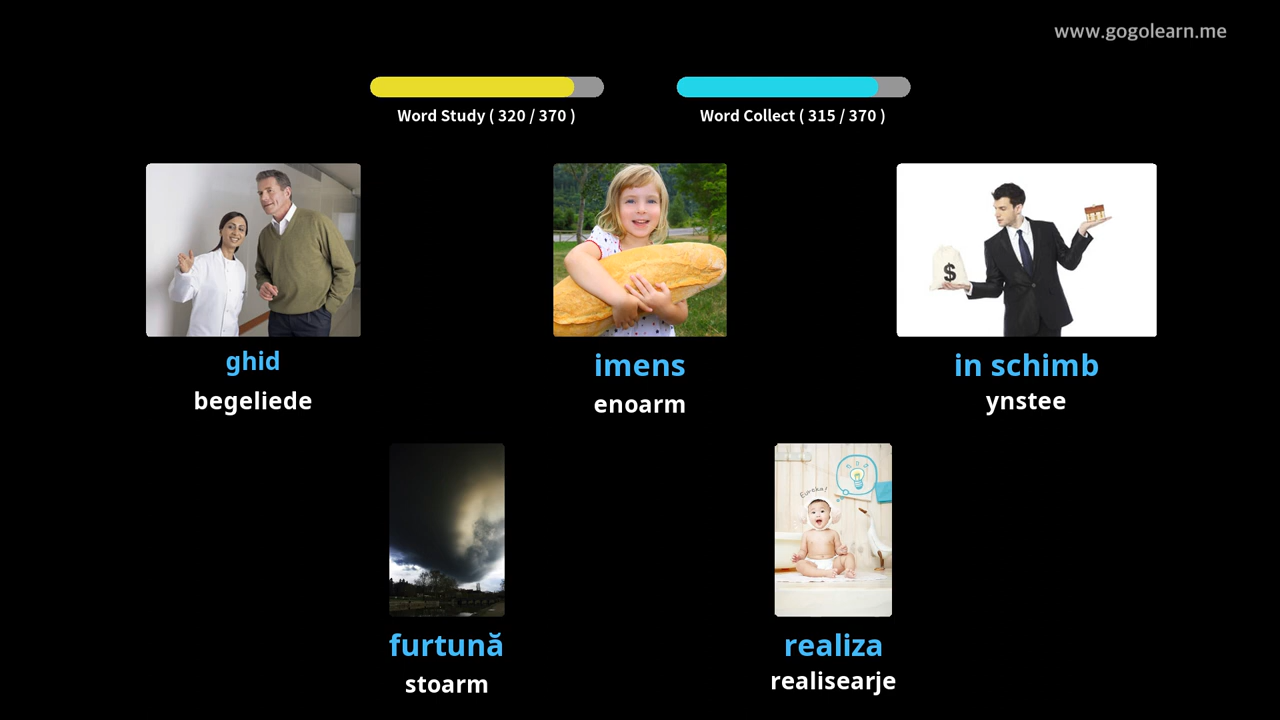 www.gogolearn.me
Word Study ( 320 / 370 )
Word Collect ( 315 / 370 )
ghid
begeliede
imens
enoarm
in schimb
ynstee
$
Eureka!
furtună
stoarm
realiza
realisearje